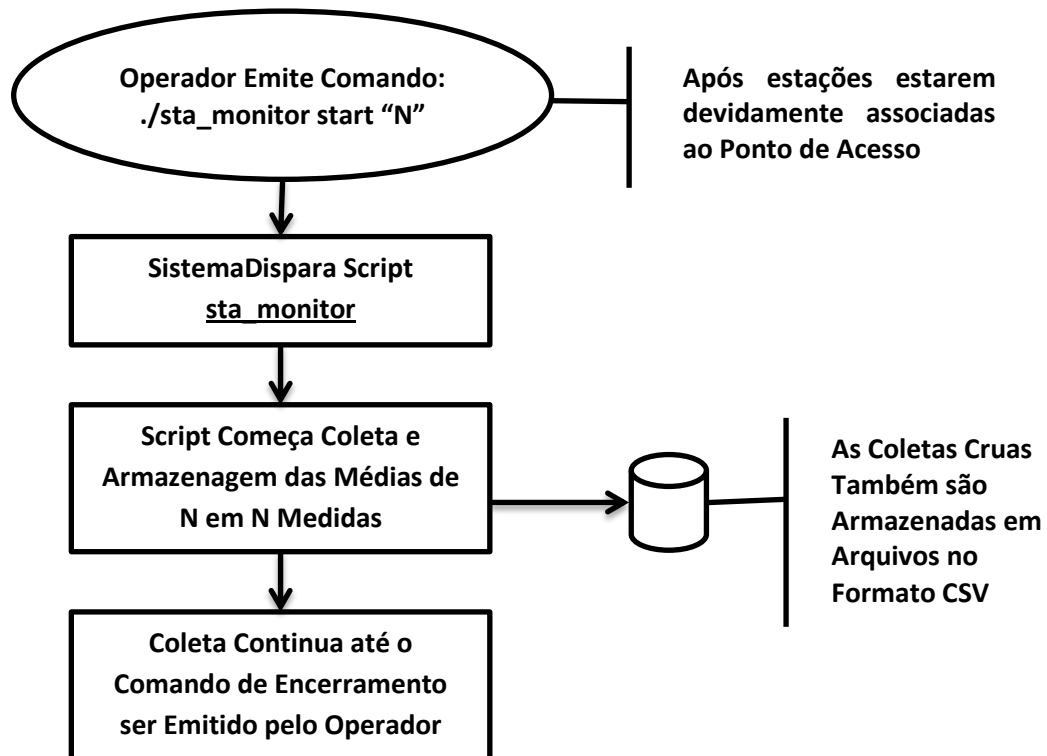 Operador Emite Comando:
./sta_monitor start “N”
Após estações estarem
devidamente associadas
ao Ponto de Acesso
SistemaDispara Script
sta_monitor
Script Começa Coleta e
Armazenagem das Médias de
N em N Medidas
As Coletas Cruas
Também são
Armazenadas em
Arquivos no
Formato CSV
Coleta Continua até o
Comando de Encerramento
ser Emitido pelo Operador